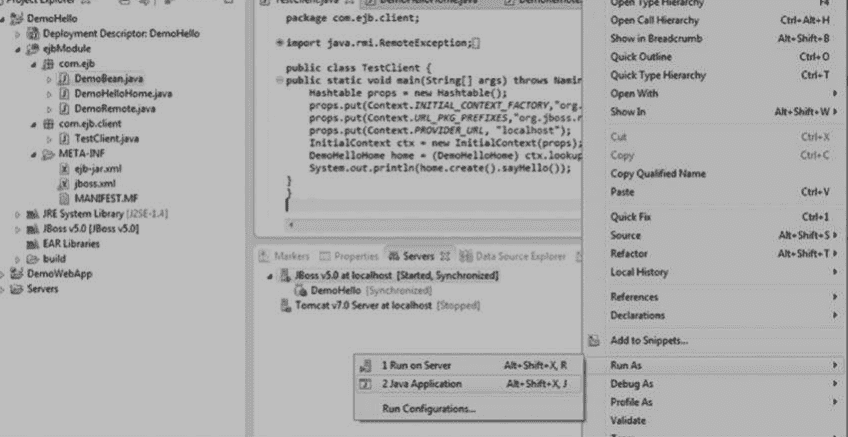 Project Explorer
DemoHello
Deployment Descriptor: DemoHello
ejbModule
com.ejb
DemoBean.java
DemoHelloHome.java
DemoRemote.java
com.ejb.client
TestClient.java
META-INF
ejb-jar.xml
jboss.xml
MANIFEST.MF
JRE System Library [J2SE-1.4]
JBoss v5.0 [JBoss v5.0]
EAR Libraries
build
DemoWebApp
Servers
TestClient.java DemoHelloHome.java
package com.ejb.client;
import java.rmi.RemoteException;
public class TestClient {
public static void main(String[] args) throws Namin
Hashtable props = new Hashtable();
props.put(Context.INITIAL_CONTEXT_FACTORY,"org.
props.put(Context.URL_PKG_PREFIXES,"org.jboss.n
props.put(Context.PROVIDER_URL, "localhost");
InitialContext ctx = new InitialContext(props);
DemoHelloHome home = (DemoHelloHome) ctx.lookup
System.out.println(home.create().sayHello());
}
}
Markers Properties Servers Data Source Explorer
JBoss v5.0 at localhost [Started, Synchronized]
DemoHello [Synchronized]
Tomcat v7.0 Server at localhost [Stopped]
1 Run on Server Alt+Shift+X, R
2 Java Application Alt+Shift+X, J
Run Configurations...
Open Type Hierarchy F4
Open Call Hierarchy Ctrl+Alt+H
Show in Breadcrumb Alt+Shift+B
Quick Outline Ctrl+O
Quick Type Hierarchy Ctrl+T
Open With
Show In Alt+Shift+W
Cut Ctrl+X
Copy Ctrl+C
Copy Qualified Name
Paste Ctrl+V
Quick Fix Ctrl+1
Source Alt+Shift+S
Refactor Alt+Shift+T
Local History
References
Declarations
Add to Snippets...
Run As
Debug As
Profile As
Validate